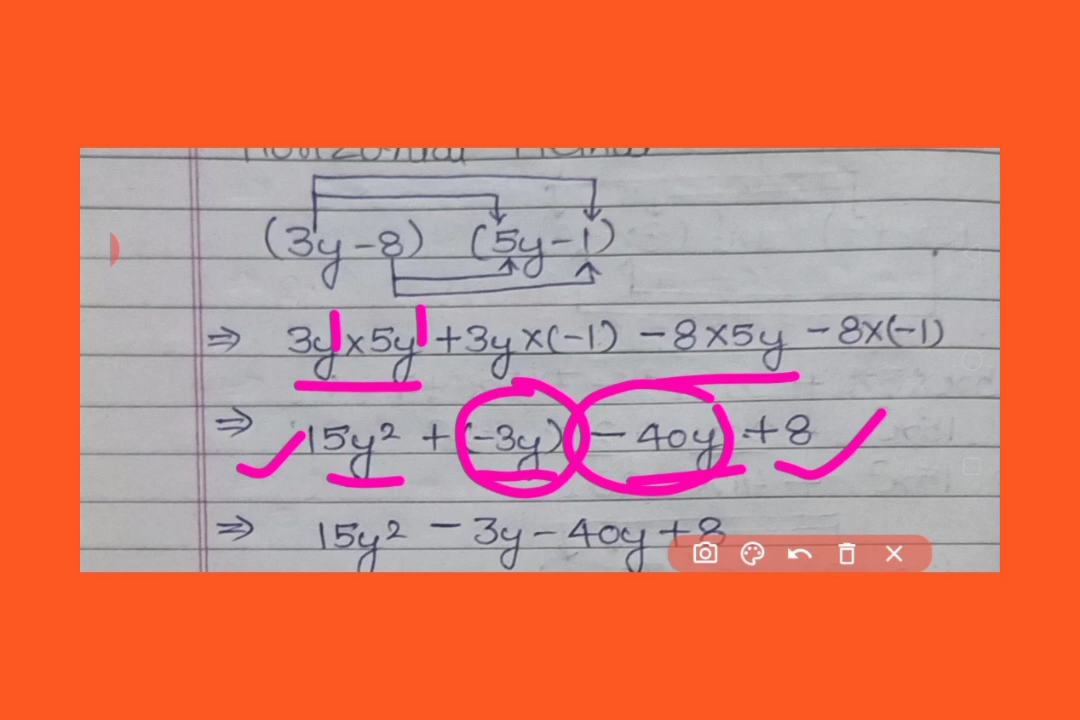 (3y-8) (5y-1)
⇒ 3y×5y +3y×(-1) -8×5y -8×(-1)
⇒ 15y² + (-3y) - 40y + 8
⇒ 15y² - 3y - 40y + 8